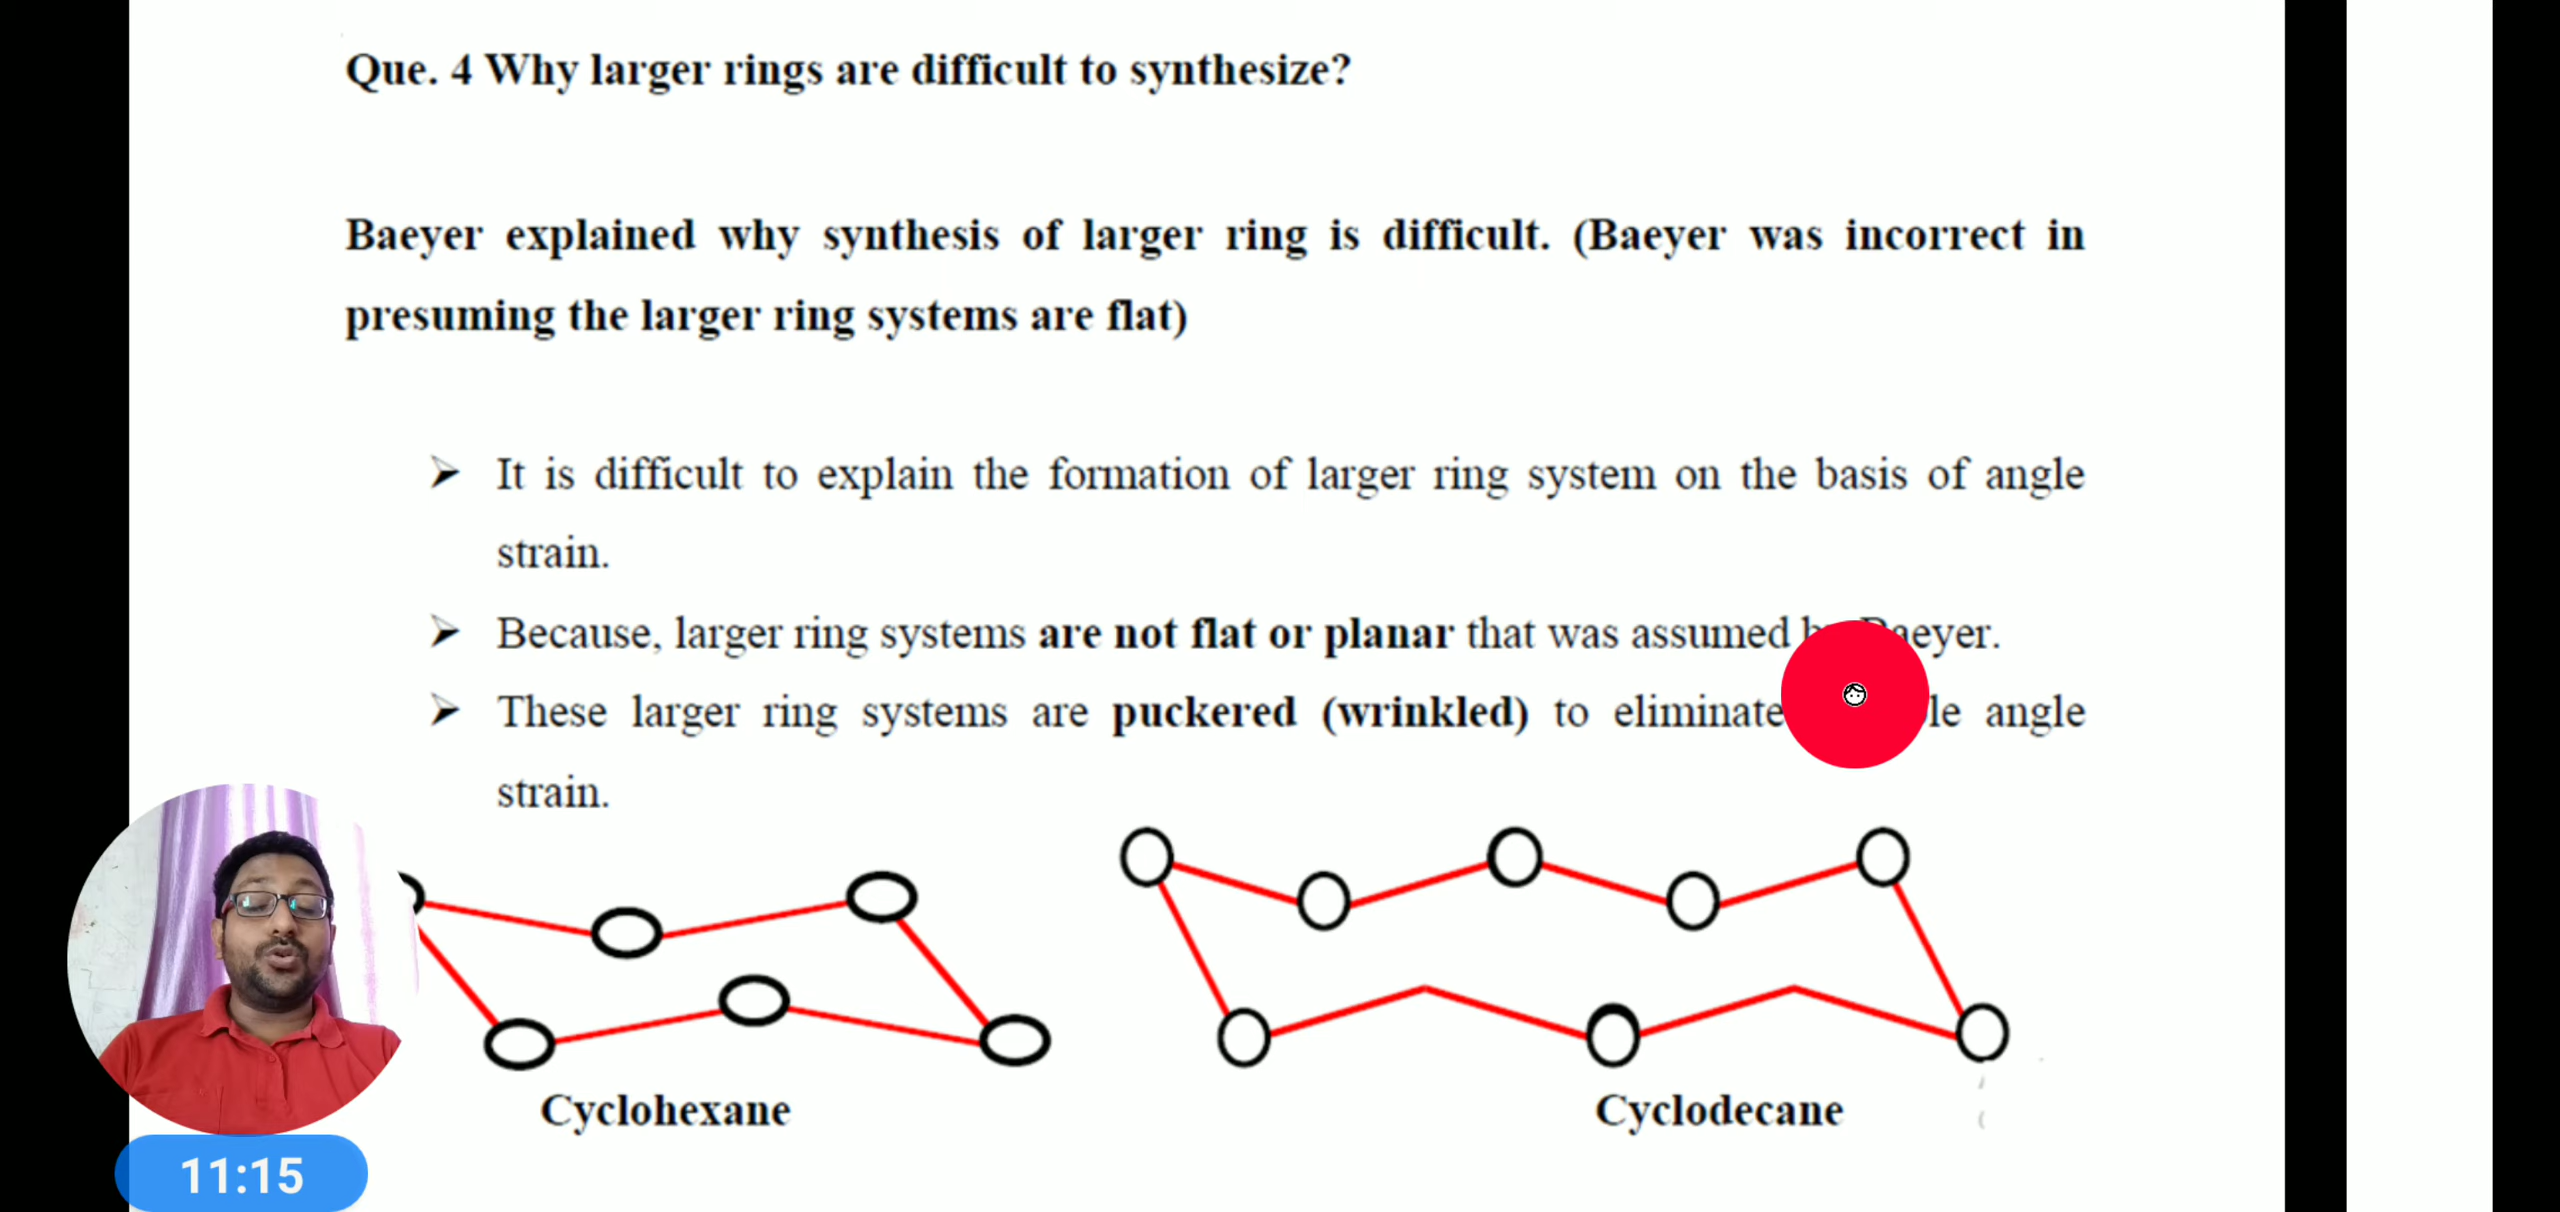 Que. 4 Why larger rings are difficult to synthesize?
Baeyer explained why synthesis of larger ring is difficult. (Baeyer was incorrect in
presuming the larger ring systems are flat)
➤ It is difficult to explain the formation of larger ring system on the basis of angle
strain.
➤ Because, larger ring systems are not flat or planar that was assumed
➤ These larger ring systems are puckered (wrinkled) to eliminate angle
strain.
Cyclohexane
Cyclodecane
11:15